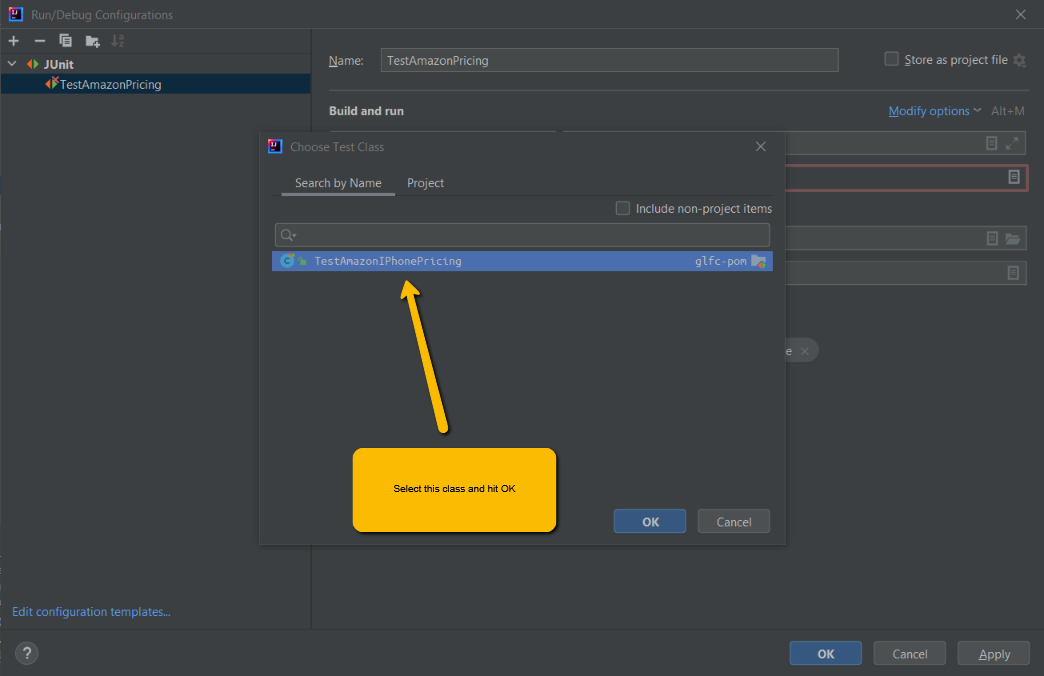 Run/Debug Configurations
JUnit
TestAmazonPricing
Name: TestAmazonPricing
Store as project file
Build and run
Modify options Alt+M
Choose Test Class
Search by Name Project
Include non-project items
TestAmazonIPhonePricing glfc-pom
e
Select this class and hit OK
OK Cancel
Edit configuration templates...
?
OK Cancel Apply